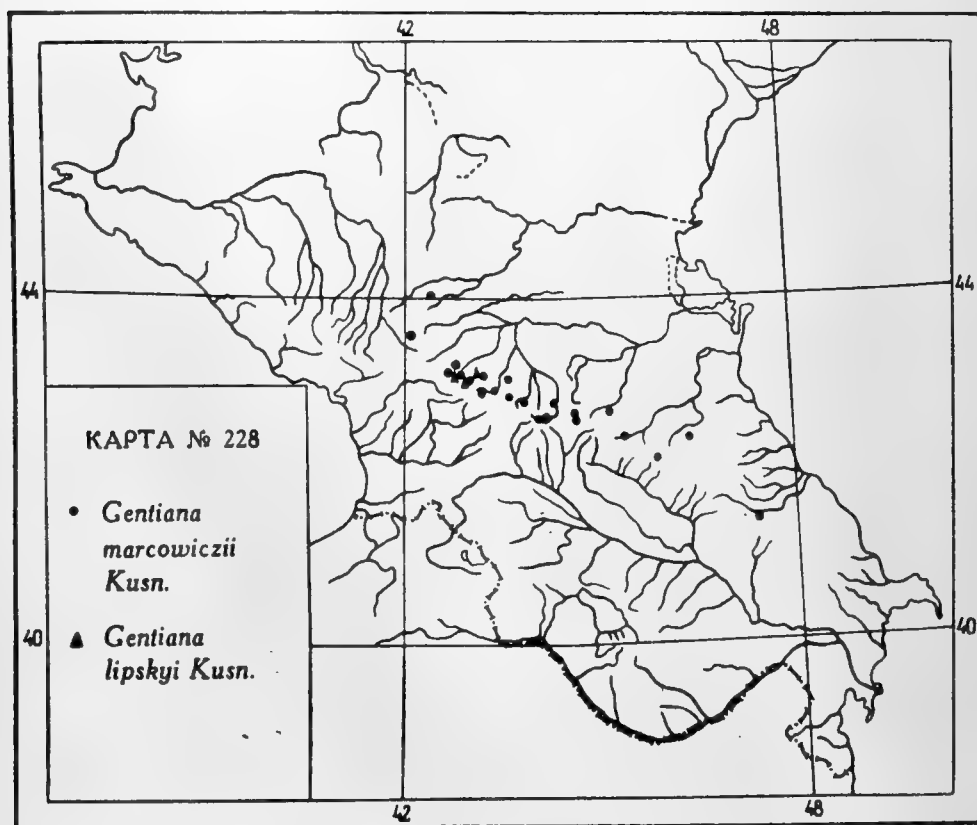 42 48
44 44
КАРТА № 228
Gentiana
marcowiczii
Kusn.
40 40
Gentiana
lipskyi Kusn.
42 48